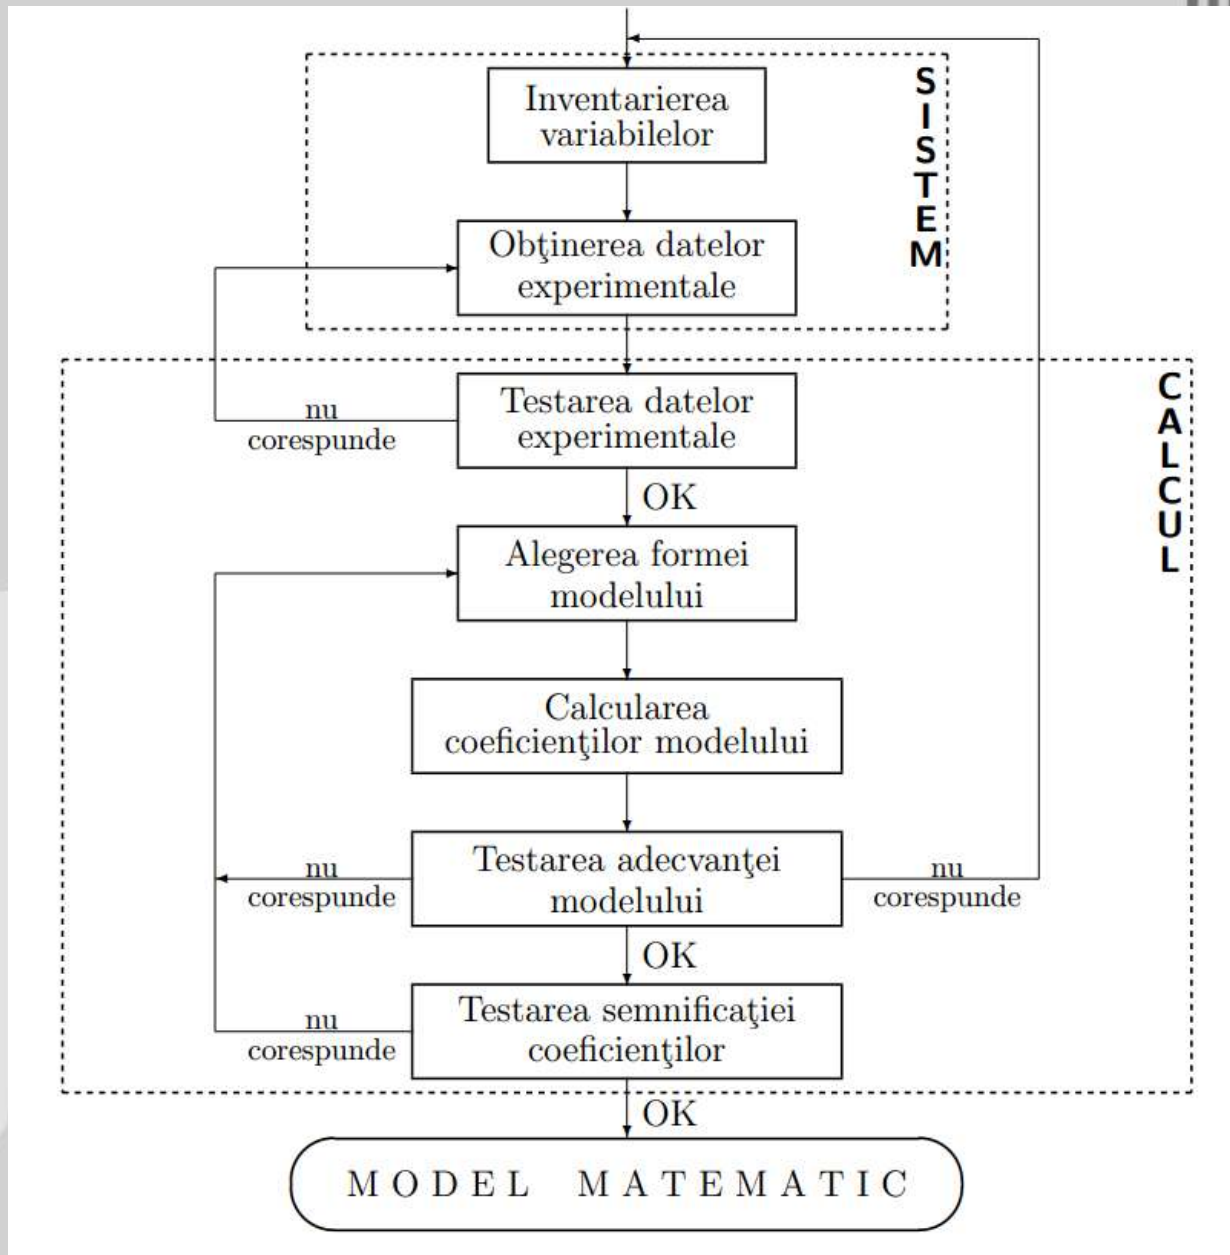 Inventarierea
variabilelor
SISTEM
Obţinerea datelor
experimentale
Testarea datelor
experimentale
nu
corespunde
CALCUL
OK
Alegerea formei
modelului
Calcularea
coeficienţilor modelului
Testarea adecvanţei
modelului
nu
corespunde
nu
corespunde
OK
Testarea semnificaţiei
coeficienţilor
nu
corespunde
OK
MODEL MATEMATIC